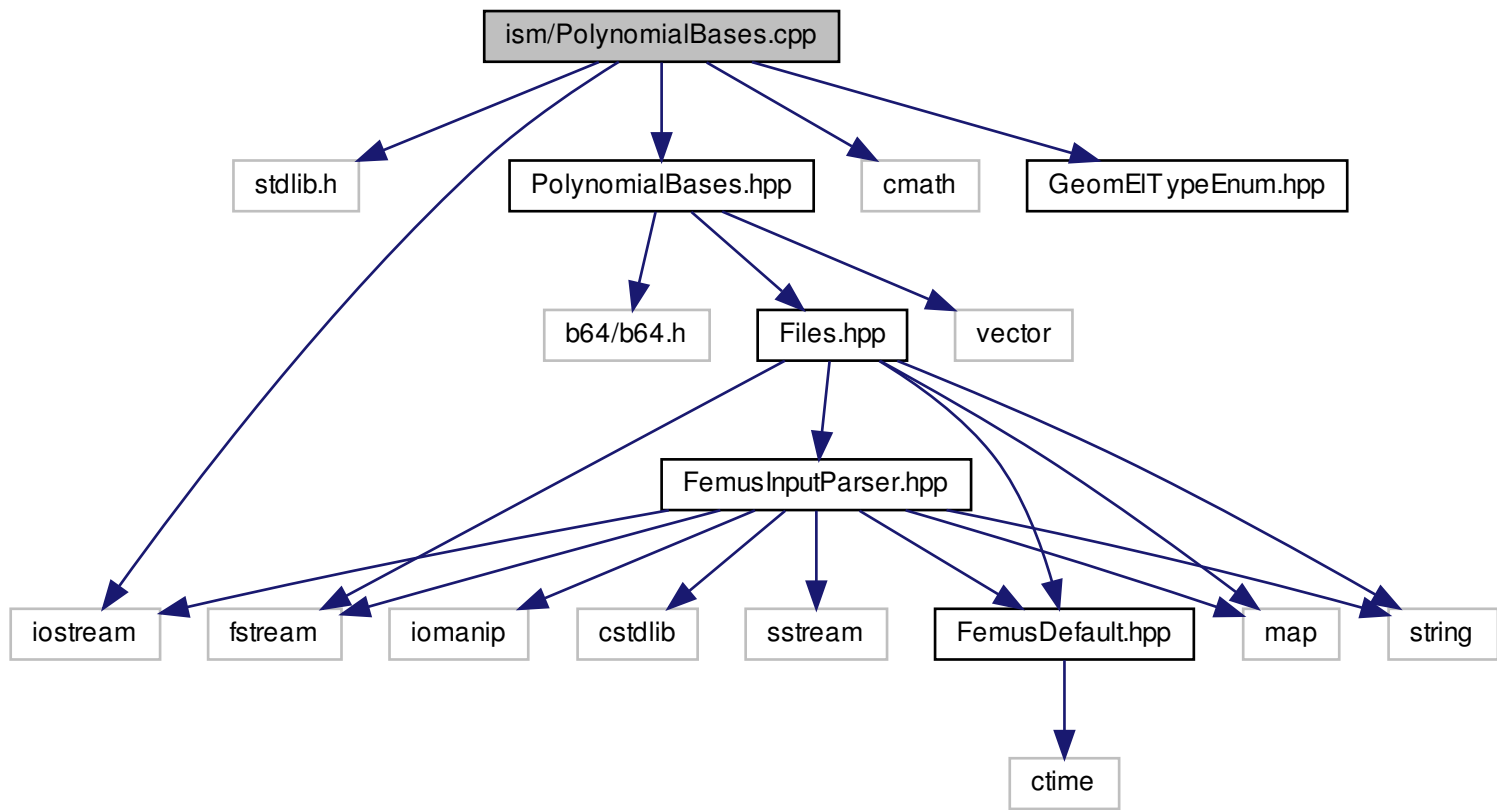 ism/PolynomialBases.cpp
stdlib.h
PolynomialBases.hpp
cmath
GeomElTypeEnum.hpp
b64/b64.h
Files.hpp
vector
FemusInputParser.hpp
iostream
fstream
iomanip
cstdlib
sstream
FemusDefault.hpp
map
string
ctime